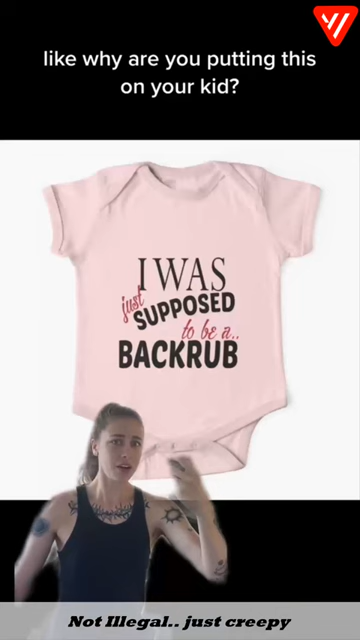 like why are you putting this
on your kid?
I WAS
just
SUPPOSED
to be a..
BACKRUB
Not Illegal.. just creepy